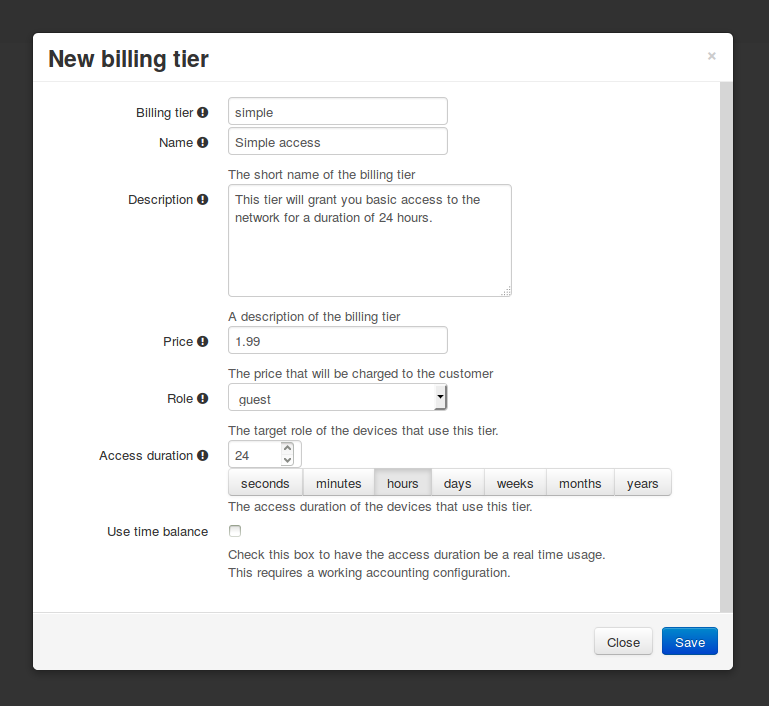 New billing tier ×
Billing tier simple
Name Simple access
The short name of the billing tier
Description This tier will grant you basic access to the
network for a duration of 24 hours.
A description of the billing tier
Price 1.99
The price that will be charged to the customer
Role guest
The target role of the devices that use this tier.
Access duration 24
seconds minutes hours days weeks months years
The access duration of the devices that use this tier.
Use time balance
Check this box to have the access duration be a real time usage.
This requires a working accounting configuration.
Close Save